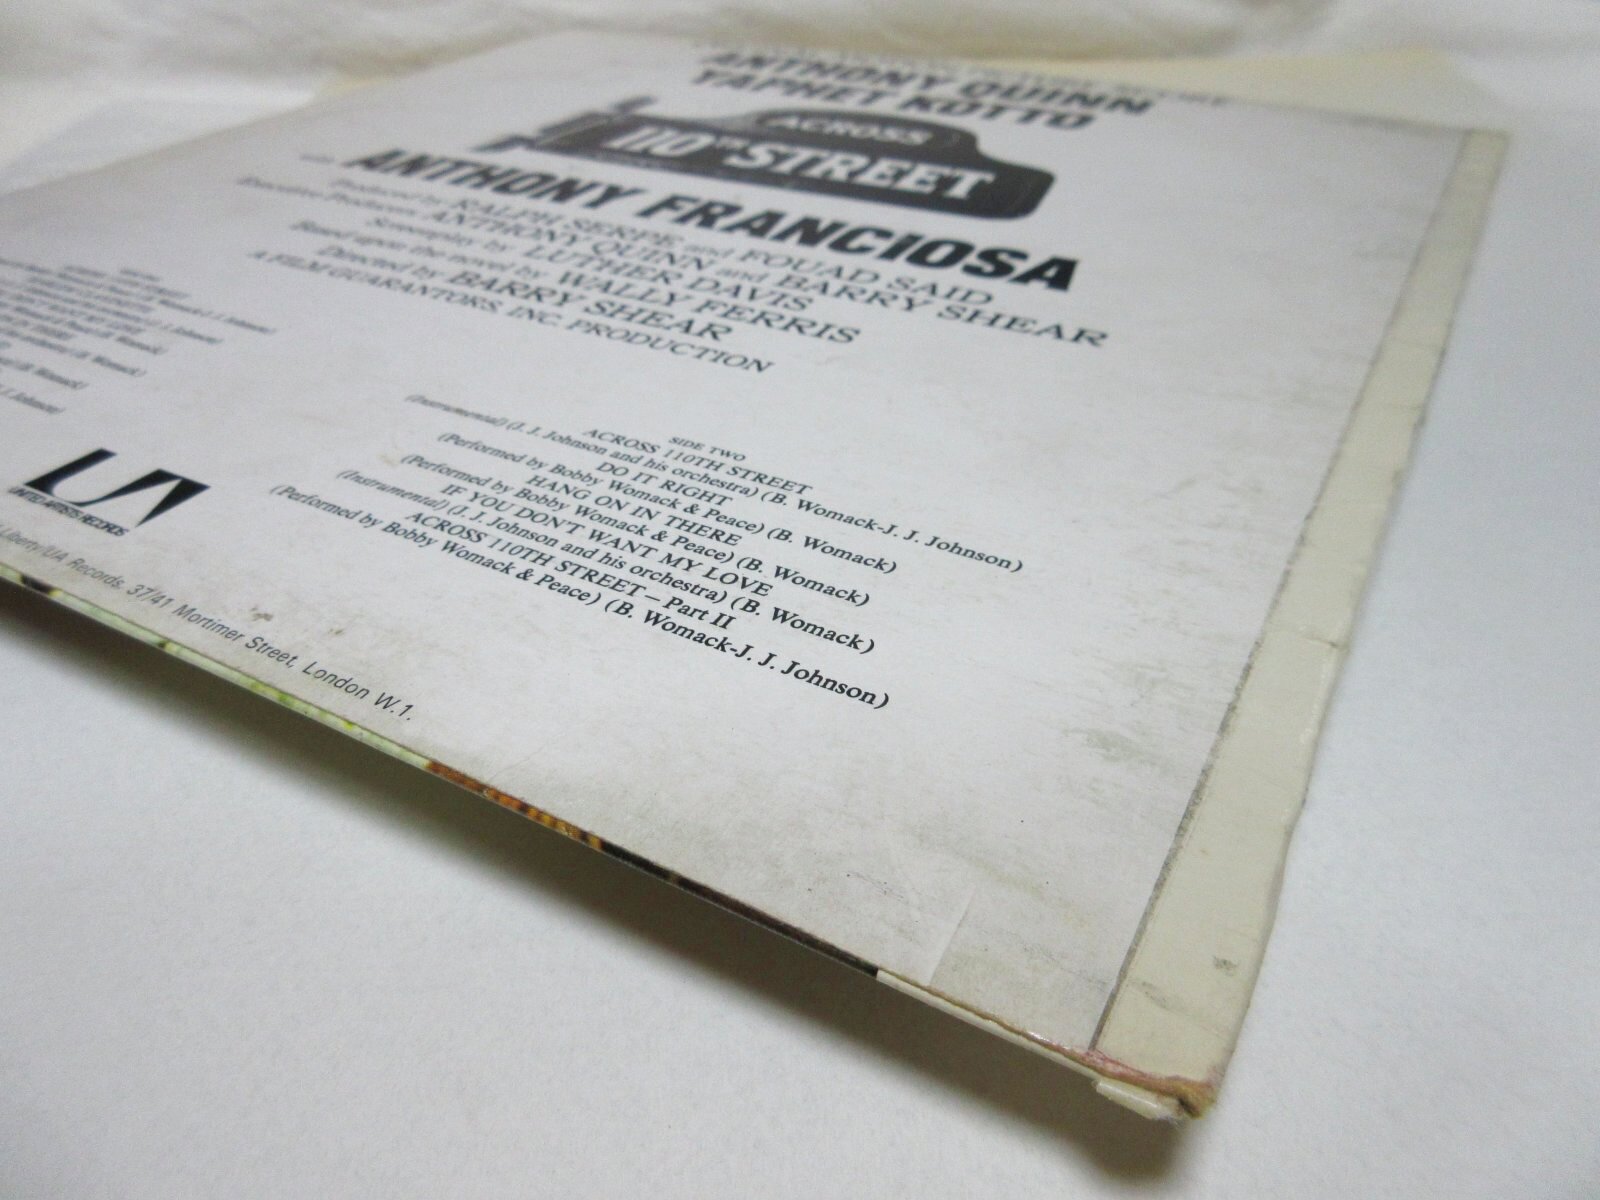 ANTHONY QUINN
YAPHET KOTTO
ACROSS
110TH STREET
ANTHONY FRANCIOSA
Produced by RALPH SERPE and FOUAD SAID
Executive Producers ANTHONY QUINN and BARRY SHEAR
Screenplay by LUTHER DAVIS
Based upon the novel by WALLY FERRIS
Directed by BARRY SHEAR
A FILM GUARANTORS, INC. PRODUCTION
SIDE TWO
ACROSS 110TH STREET
(Instrumental) (J. J. Johnson and his orchestra) (B. Womack-J. J. Johnson)
DO IT RIGHT
(Performed by Bobby Womack & Peace) (B. Womack)
HANG ON IN THERE
(Performed by Bobby Womack & Peace) (B. Womack)
IF YOU DON'T WANT MY LOVE
(Instrumental) (J. J. Johnson and his orchestra) (B. Womack)
ACROSS 110TH STREET – Part II
(Performed by Bobby Womack & Peace) (B. Womack-J. J. Johnson)
UA
UNITED ARTISTS RECORDS
Liberty/UA Records, 37/41 Mortimer Street, London W.1.